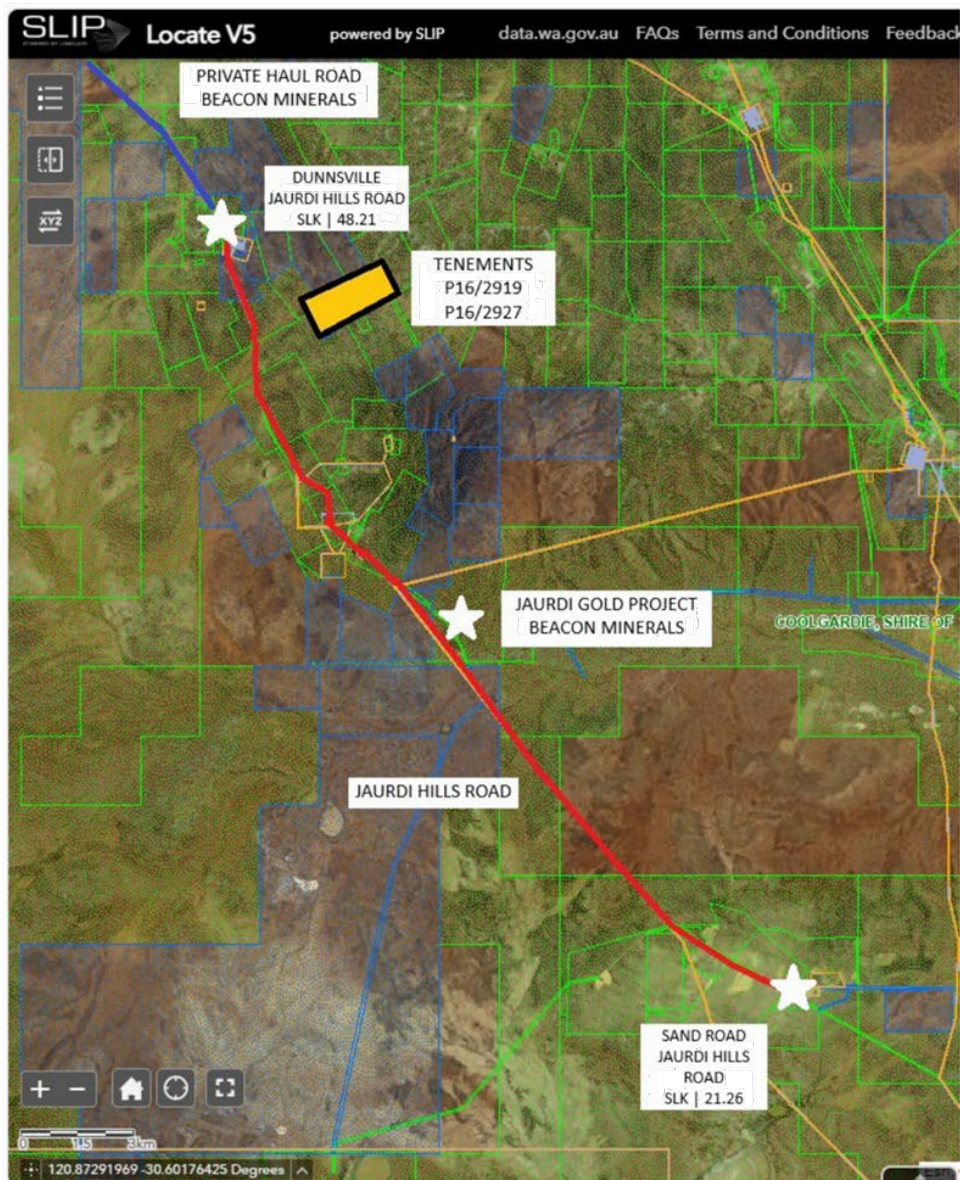 SLIP
Locate V5
powered by SLIP
data.wa.gov.au
FAQs
Terms and Conditions
Feedback
PRIVATE HAUL ROAD
BEACON MINERALS
DUNNSVILLE
JAURDI HILLS ROAD
SLK | 48.21
XYZ
TENEMENTS
P16/2919
P16/2927
JAURDI GOLD PROJECT
BEACON MINERALS
COOLGARDIE, SHIRE OF
JAURDI HILLS ROAD
SAND ROAD
JAURDI HILLS
ROAD
SLK | 21.26
0 1.5 3km
120.87291969 -30.60176425 Degrees